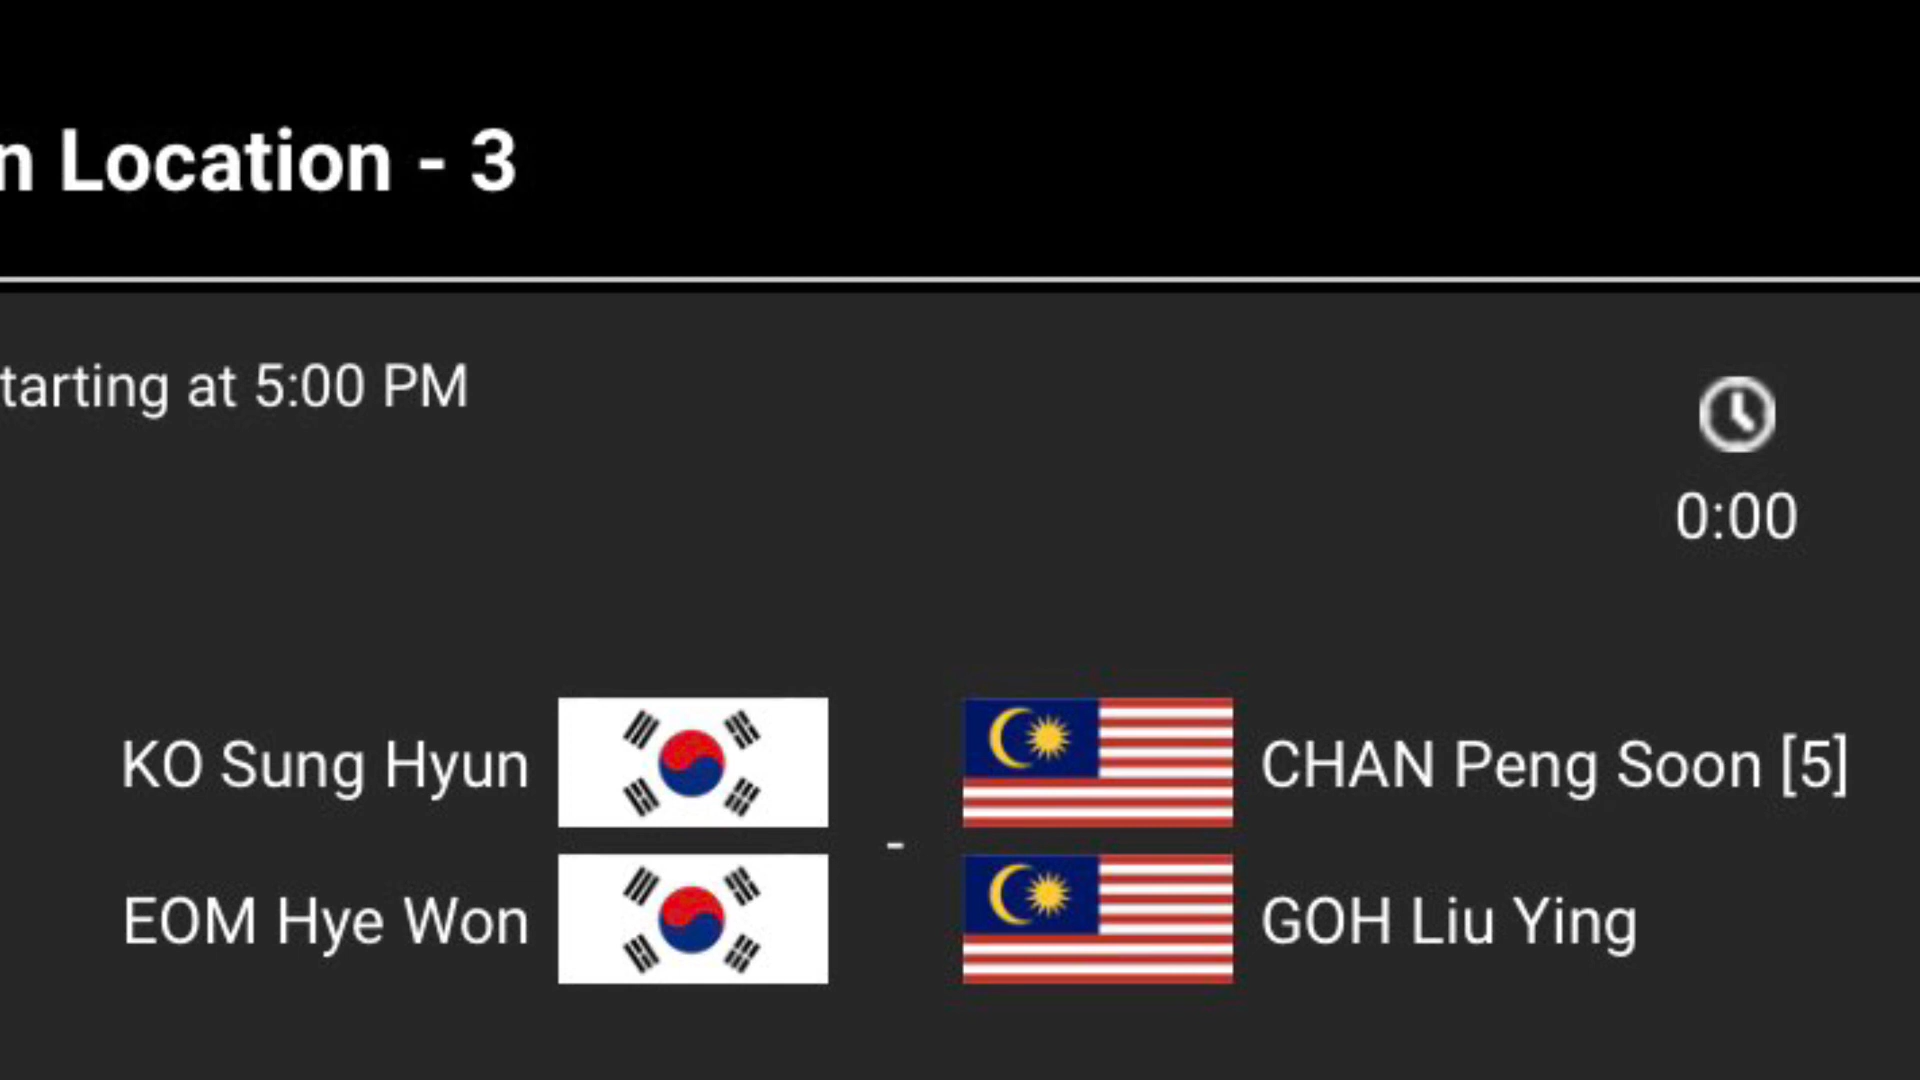 n Location - 3
tarting at 5:00 PM
0:00
KO Sung Hyun
CHAN Peng Soon [5]
-
EOM Hye Won
GOH Liu Ying